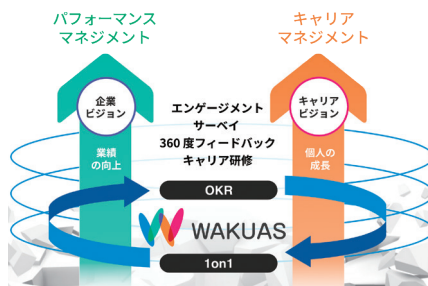 パフォーマンス
マネジメント
キャリア
マネジメント
企業
ビジョン
キャリア
ビジョン
エンゲージメント
サーベイ
360度フィードバック
キャリア研修
業績
の向上
個人の
成長
OKR
WAKUAS
1on1